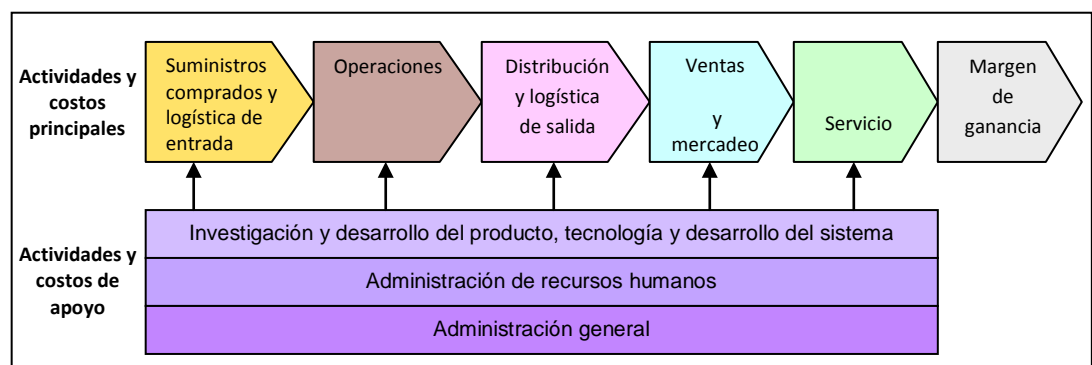 Actividades y
costos
principales
Suministros
comprados y
logística de
entrada
Operaciones
Distribución
y logística
de salida
Ventas
y
mercadeo
Servicio
Margen
de
ganancia
Actividades y
costos de
apoyo
Investigación y desarrollo del producto, tecnología y desarrollo del sistema
Administración de recursos humanos
Administración general